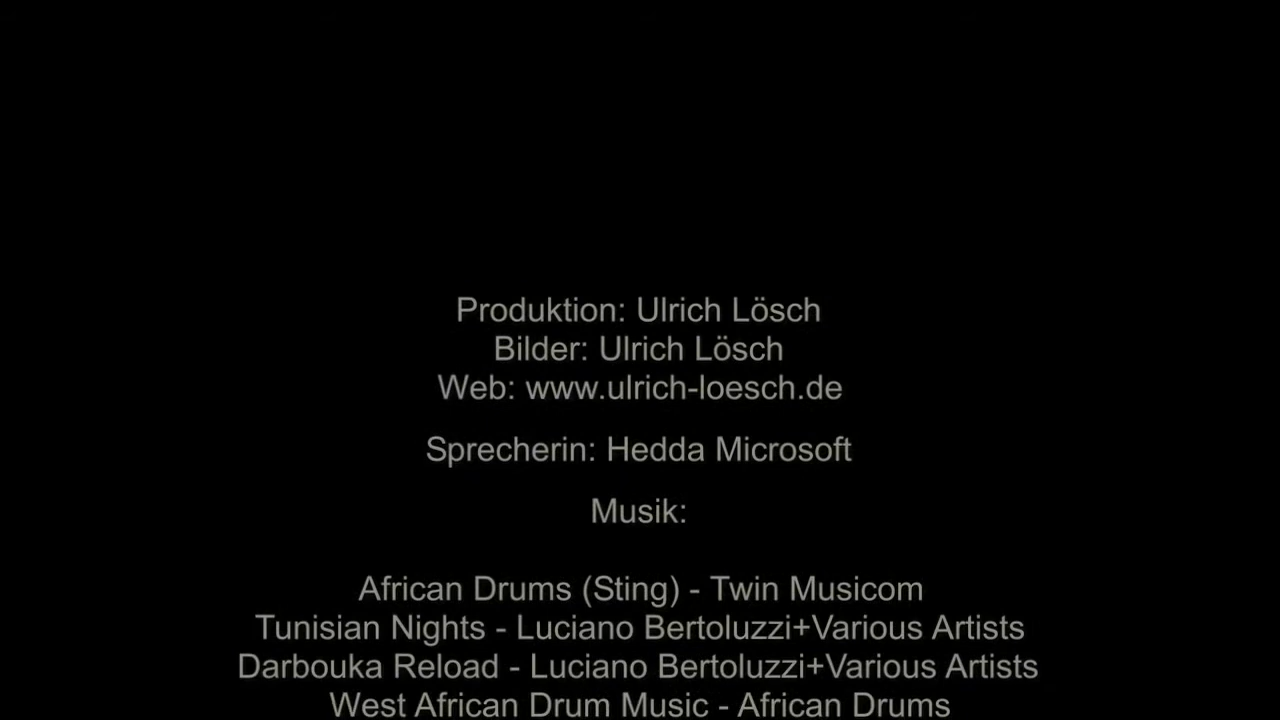 Produktion: Ulrich Lösch
Bilder: Ulrich Lösch
Web: www.ulrich-loesch.de
Sprecherin: Hedda Microsoft
Musik:
African Drums (Sting) - Twin Musicom
Tunisian Nights - Luciano Bertoluzzi+Various Artists
Darbouka Reload - Luciano Bertoluzzi+Various Artists
West African Drum Music - African Drums